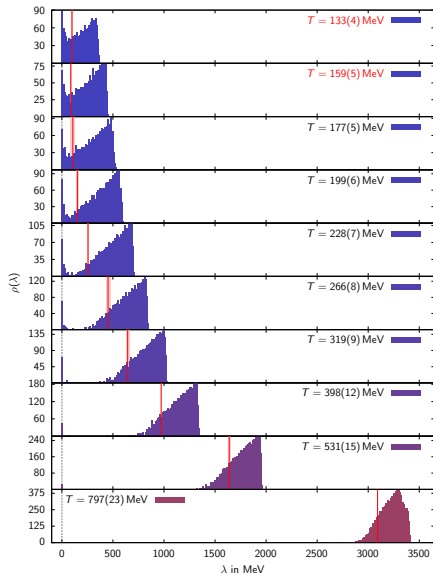 90
60
30
T = 133(4) MeV
75
50
25
T = 159(5) MeV
90
60
30
T = 177(5) MeV
90
60
30
T = 199(6) MeV
105
70
35
T = 228(7) MeV
120
80
40
T = 266(8) MeV
135
90
45
T = 319(9) MeV
180
120
60
T = 398(12) MeV
240
160
80
T = 531(15) MeV
375
250
125
0
T = 797(23) MeV
ρ(λ)
0 500 1000 1500 2000 2500 3000 3500
λ in MeV